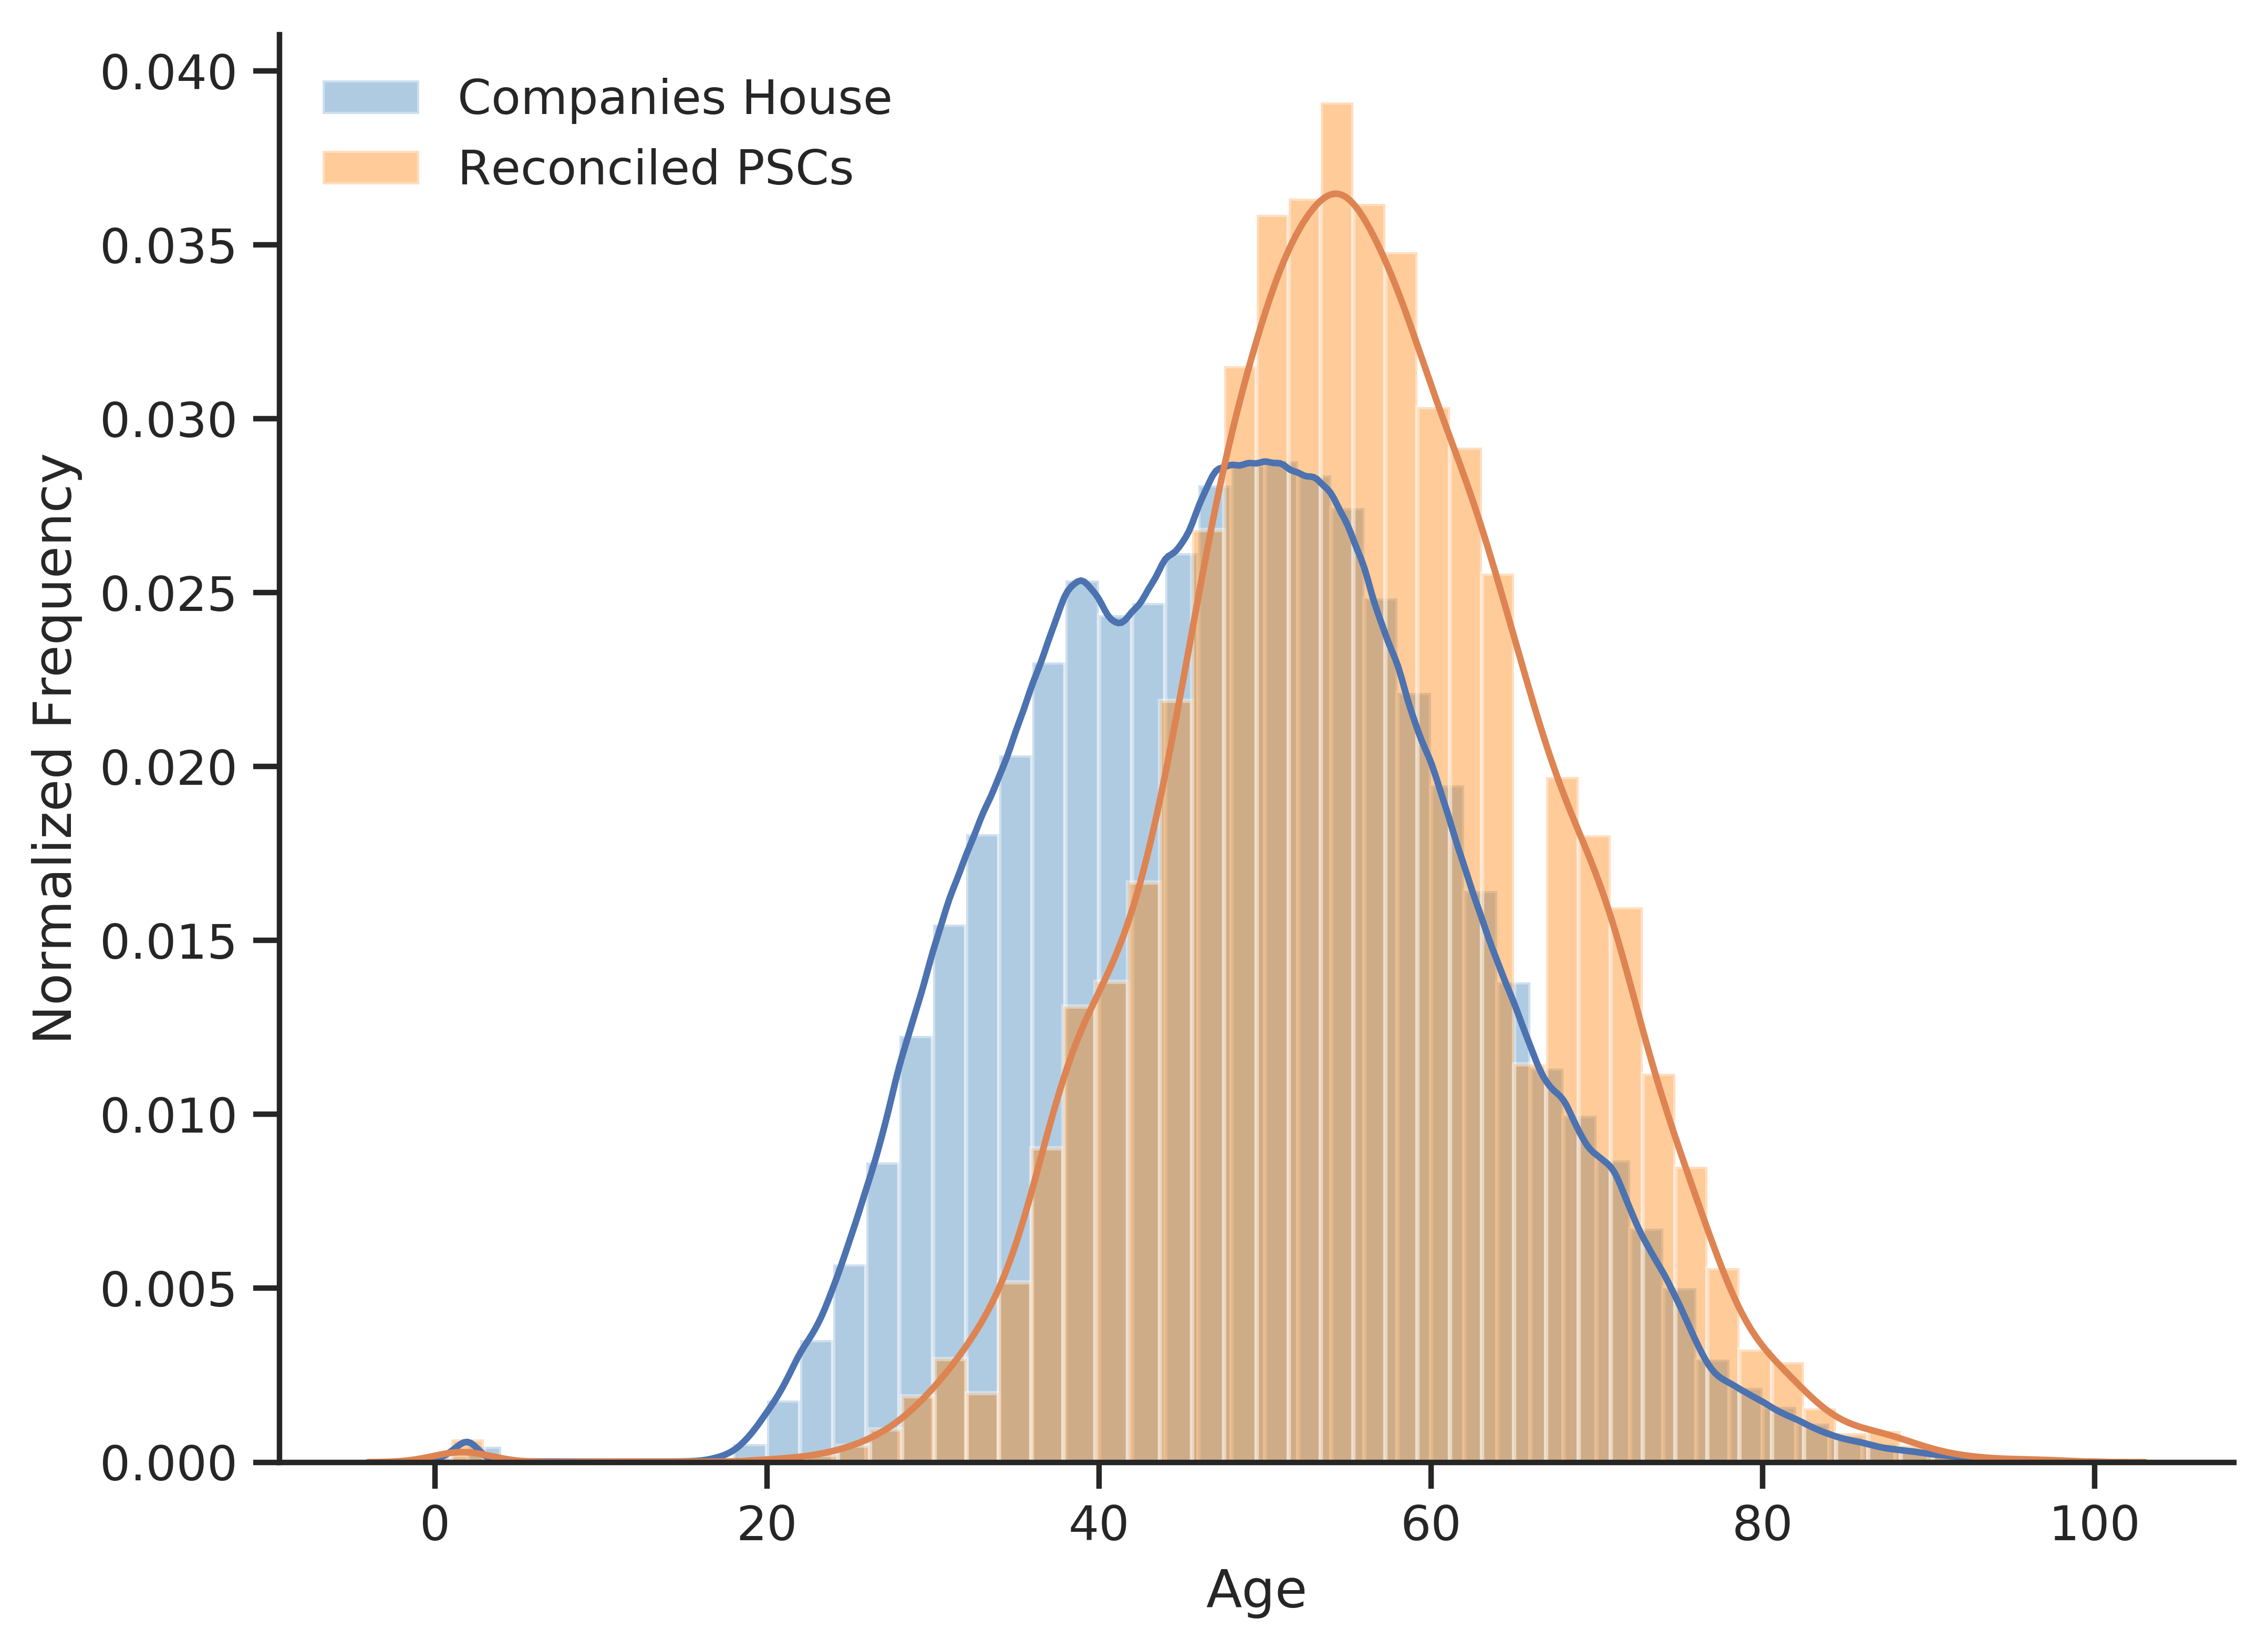 Companies House
Reconciled PSCs
Normalized Frequency
0.040
0.035
0.030
0.025
0.020
0.015
0.010
0.005
0.000
0 20 40 60 80 100
Age